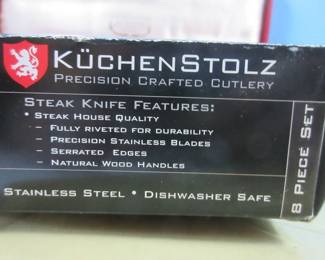 KÜCHENSTOLZ
PRECISION CRAFTED CUTLERY
STEAK KNIFE FEATURES:
• STEAK HOUSE QUALITY
– FULLY RIVETED FOR DURABILITY
– PRECISION STAINLESS BLADES
– SERRATED EDGES
– NATURAL WOOD HANDLES
STAINLESS STEEL • DISHWASHER SAFE
8 PIECE SET